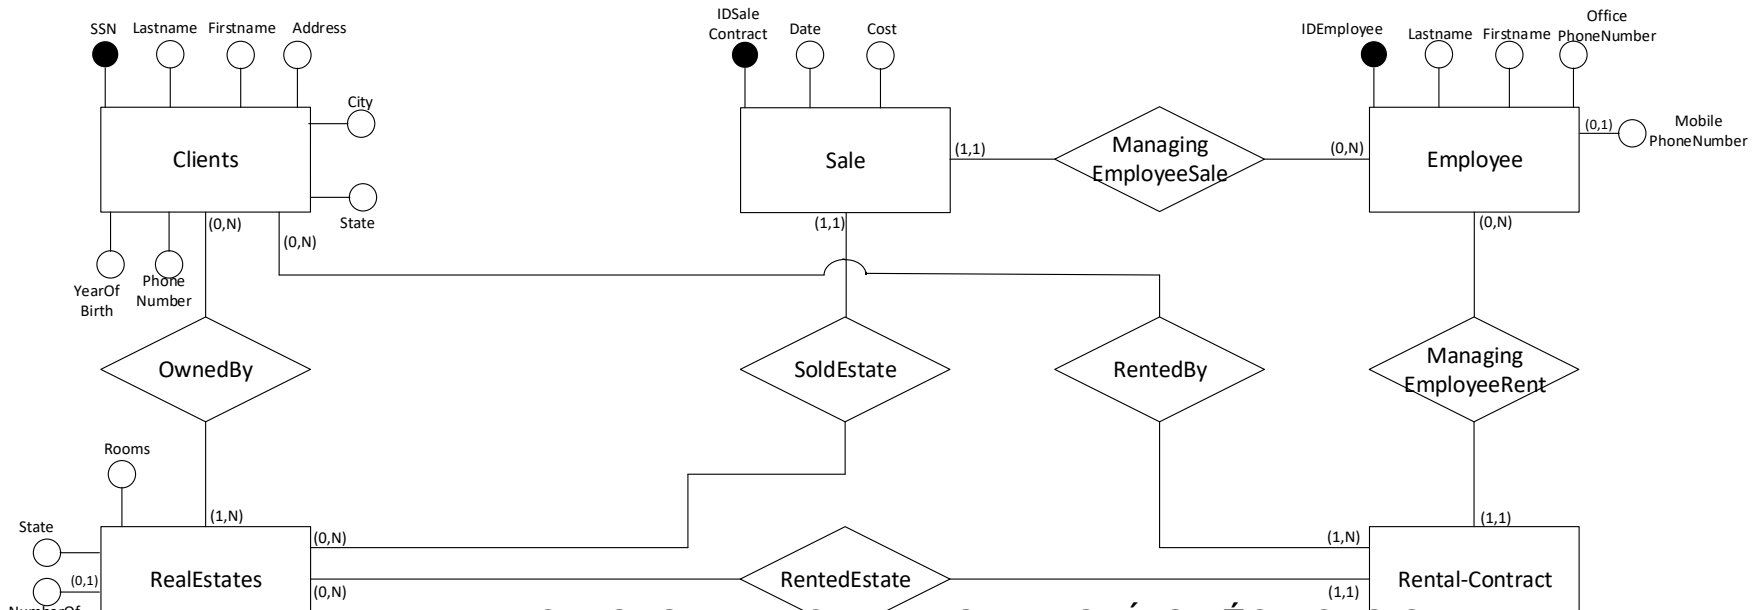 SSN
Lastname
Firstname
Address
IDSale
Contract
Date
Cost
IDEmployee
Lastname
Firstname
Office
PhoneNumber
City
Clients
State
YearOf
Birth
Phone
Number
(0,N)
(0,N)
Sale
(1,1)
(1,1)
Managing
EmployeeSale
(0,N)
Employee
(0,1)
Mobile
PhoneNumber
(0,N)
OwnedBy
SoldEstate
RentedBy
Managing
EmployeeRent
Rooms
(1,N)
(1,1)
State
(0,1)
NumberOf
RealEstates
(0,N)
(0,N)
RentedEstate
(1,N)
(1,1)
Rental-Contract